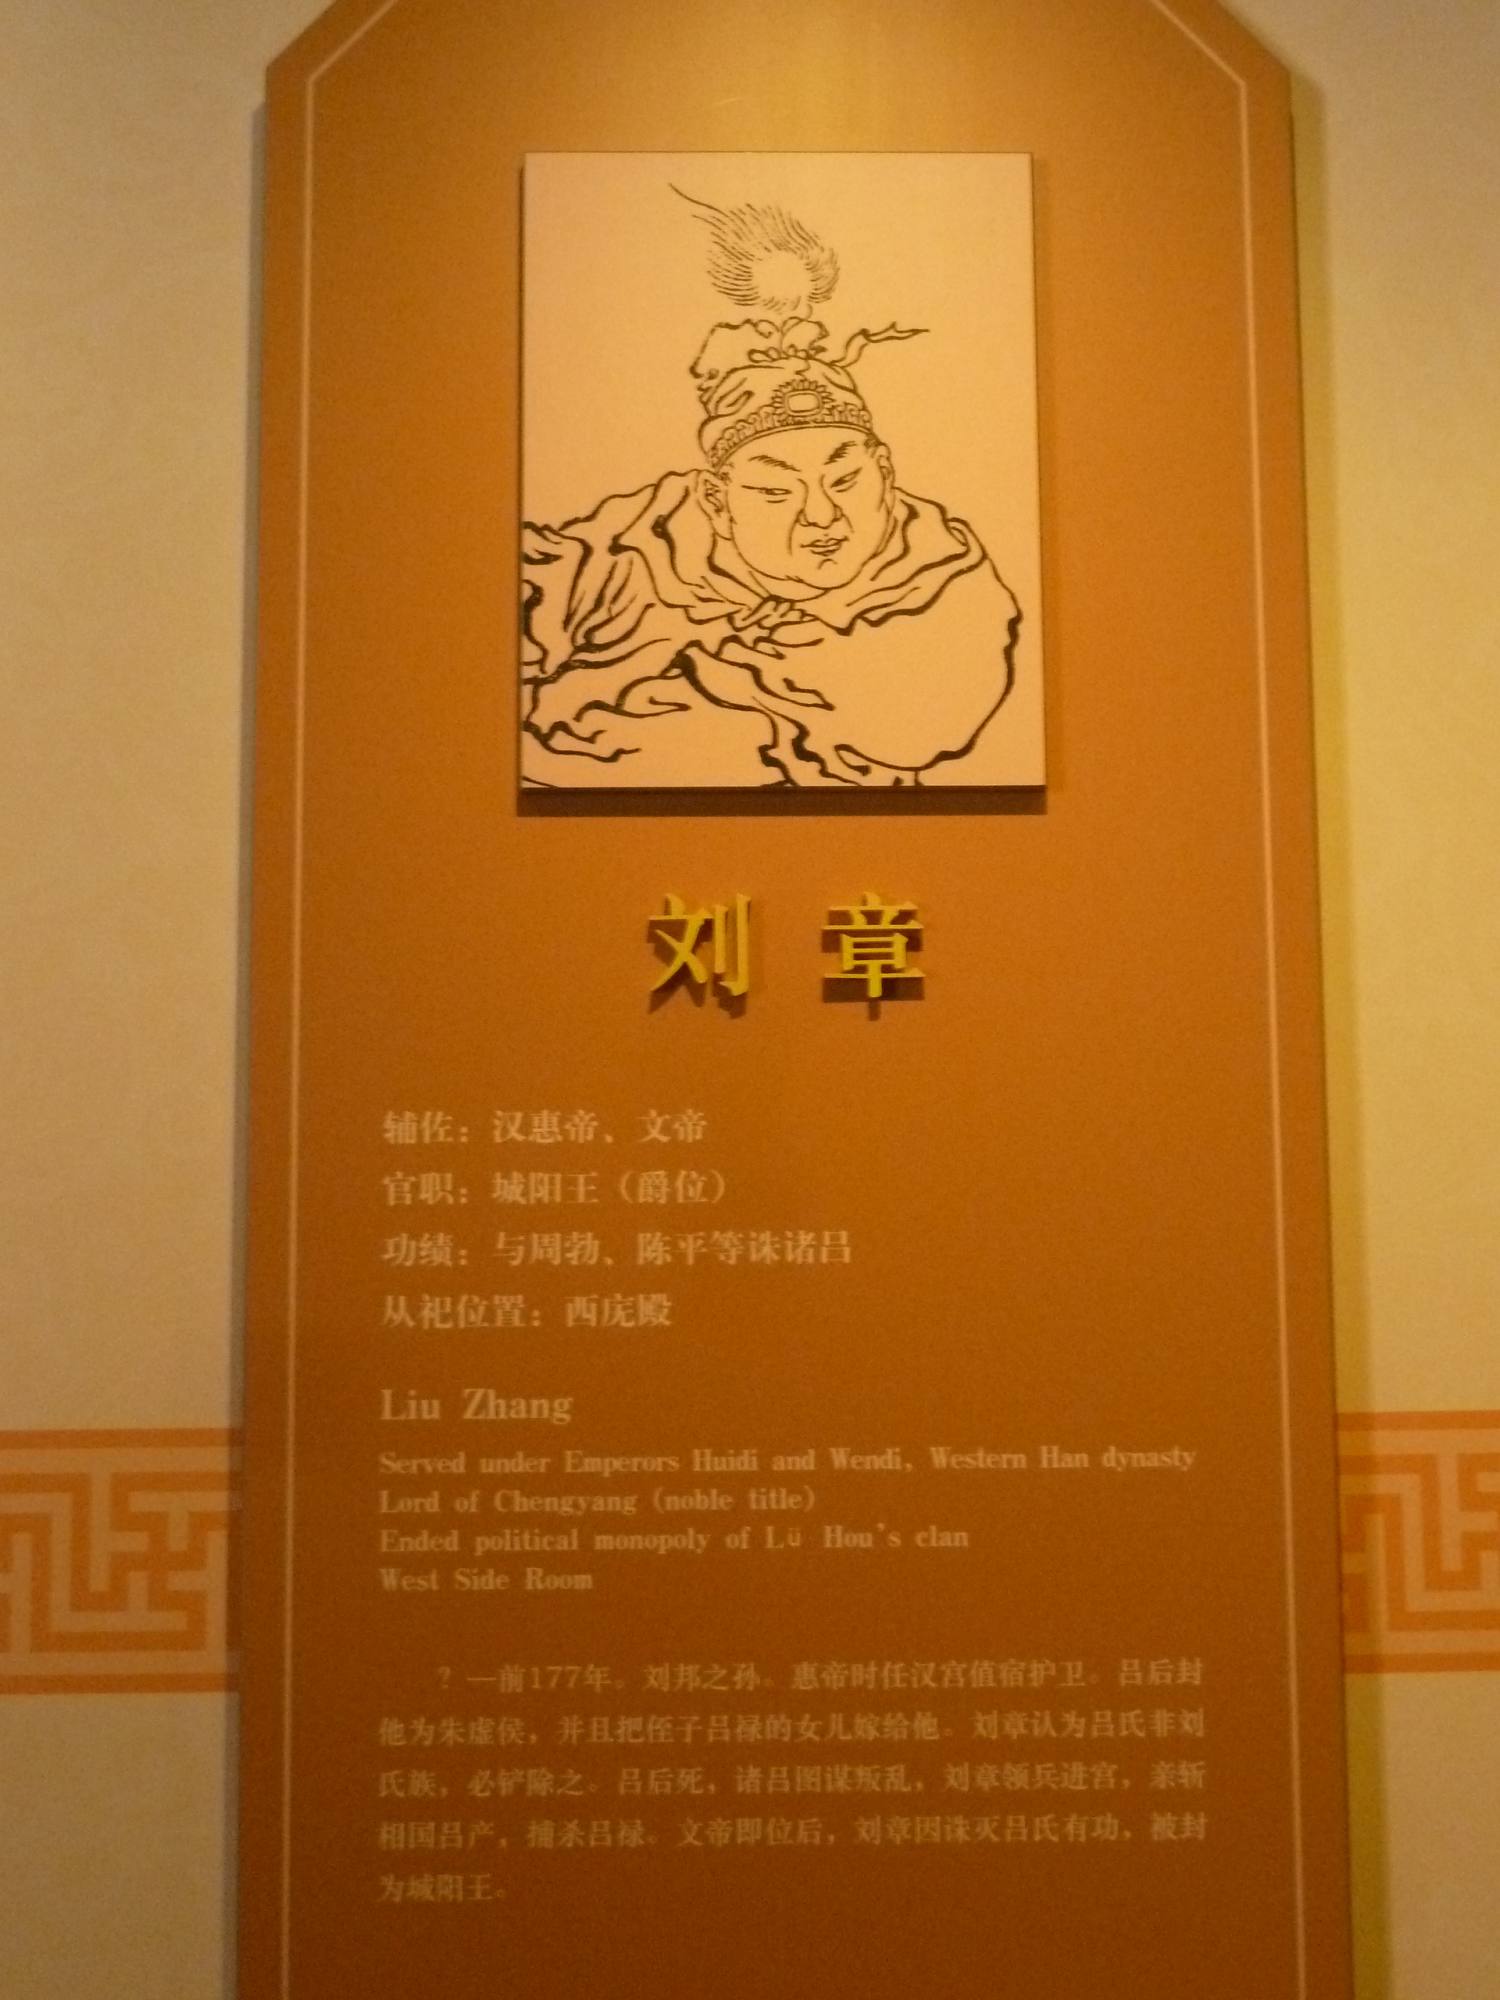 刘章
辅佐：汉惠帝、文帝
官职：城阳王（爵位）
功绩：与周勃、陈平等诛诸吕
从祀位置：西庑殿
Liu Zhang
Served under Emperors Huidi and Wendi, Western Han dynasty
Lord of Chengyang (noble title)
Ended political monopoly of Lü Hou's clan
West Side Room
？—前177年。刘邦之孙。惠帝时任汉宫值宿护卫。吕后封
他为朱虚侯，并且把侄子吕禄的女儿嫁给他。刘章认为吕氏非刘
氏族，必铲除之。吕后死，诸吕图谋叛乱，刘章领兵进宫，亲斩
相国吕产，捕杀吕禄。文帝即位后，刘章因诛灭吕氏有功，被封
为城阳王。